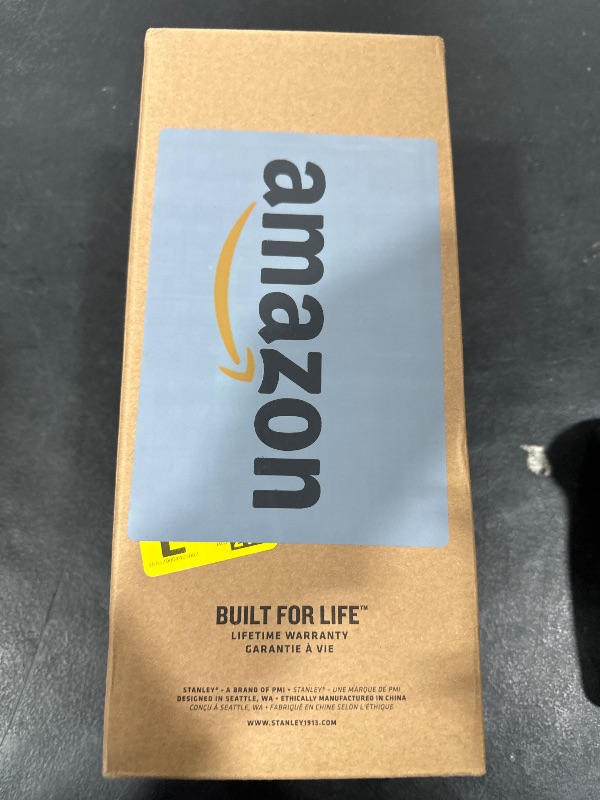 amazon
L
BUILT FOR LIFE™
LIFETIME WARRANTY
GARANTIE À VIE
STANLEY® - A BRAND OF PMI • STANLEY® - UNE MARQUE DE PMI
DESIGNED IN SEATTLE, WA • ETHICALLY MANUFACTURED IN CHINA
CONÇU À SEATTLE, WA • FABRIQUÉ EN CHINE SELON L'ÉTHIQUE
WWW.STANLEY1913.COM